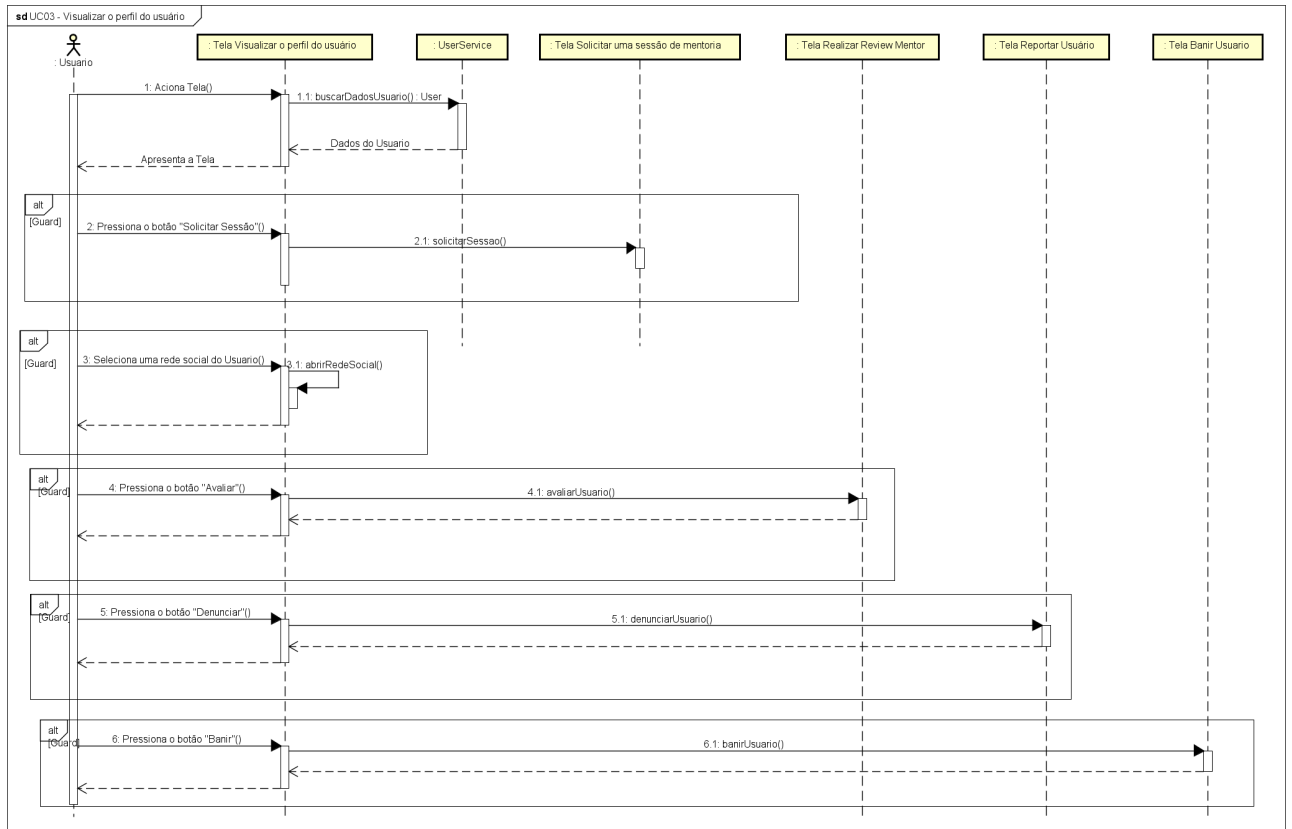 sd UC03 - Visualizar o perfil do usuário
: Usuario
: Tela Visualizar o perfil do usuário
: UserService
: Tela Solicitar uma sessão de mentoria
: Tela Realizar Review Mentor
: Tela Reportar Usuário
: Tela Banir Usuario
1: Aciona Tela()
1.1: buscarDadosUsuario() : User
Dados do Usuario
Apresenta a Tela
alt
[Guard]
2: Pressiona o botão "Solicitar Sessão"()
2.1: solicitarSessao()
alt
[Guard]
3: Seleciona uma rede social do Usuario()
3.1: abrirRedeSocial()
alt
[Guard]
4: Pressiona o botão "Avaliar"()
4.1: avaliarUsuario()
alt
[Guard]
5: Pressiona o botão "Denunciar"()
5.1: denunciarUsuario()
alt
[Guard]
6: Pressiona o botão "Banir"()
6.1: banirUsuario()